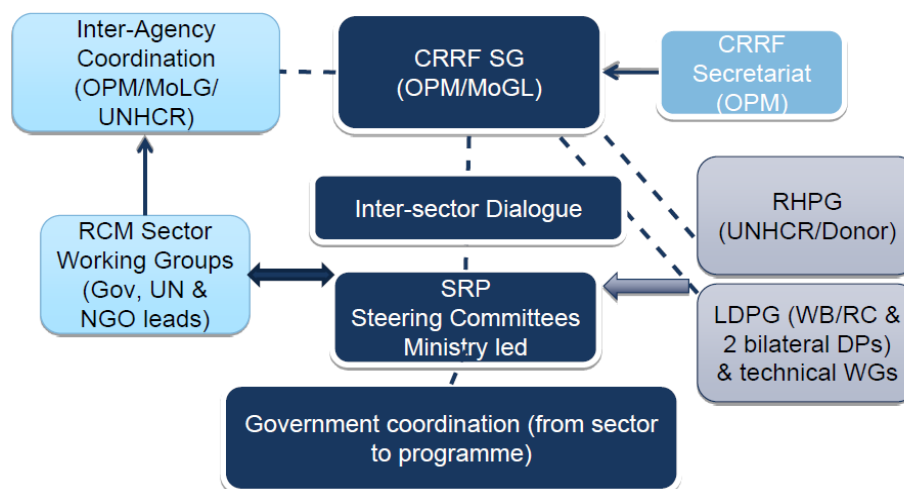 Inter-Agency
Coordination
(OPM/MoLG/
UNHCR)
CRRF SG
(OPM/MoGL)
CRRF
Secretariat
(OPM)
Inter-sector Dialogue
RHPG
(UNHCR/Donor)
RCM Sector
Working Groups
(Gov, UN &
NGO leads)
SRP
Steering Committees
Ministry led
LDPG (WB/RC &
2 bilateral DPs)
& technical WGs
Government coordination (from sector
to programme)